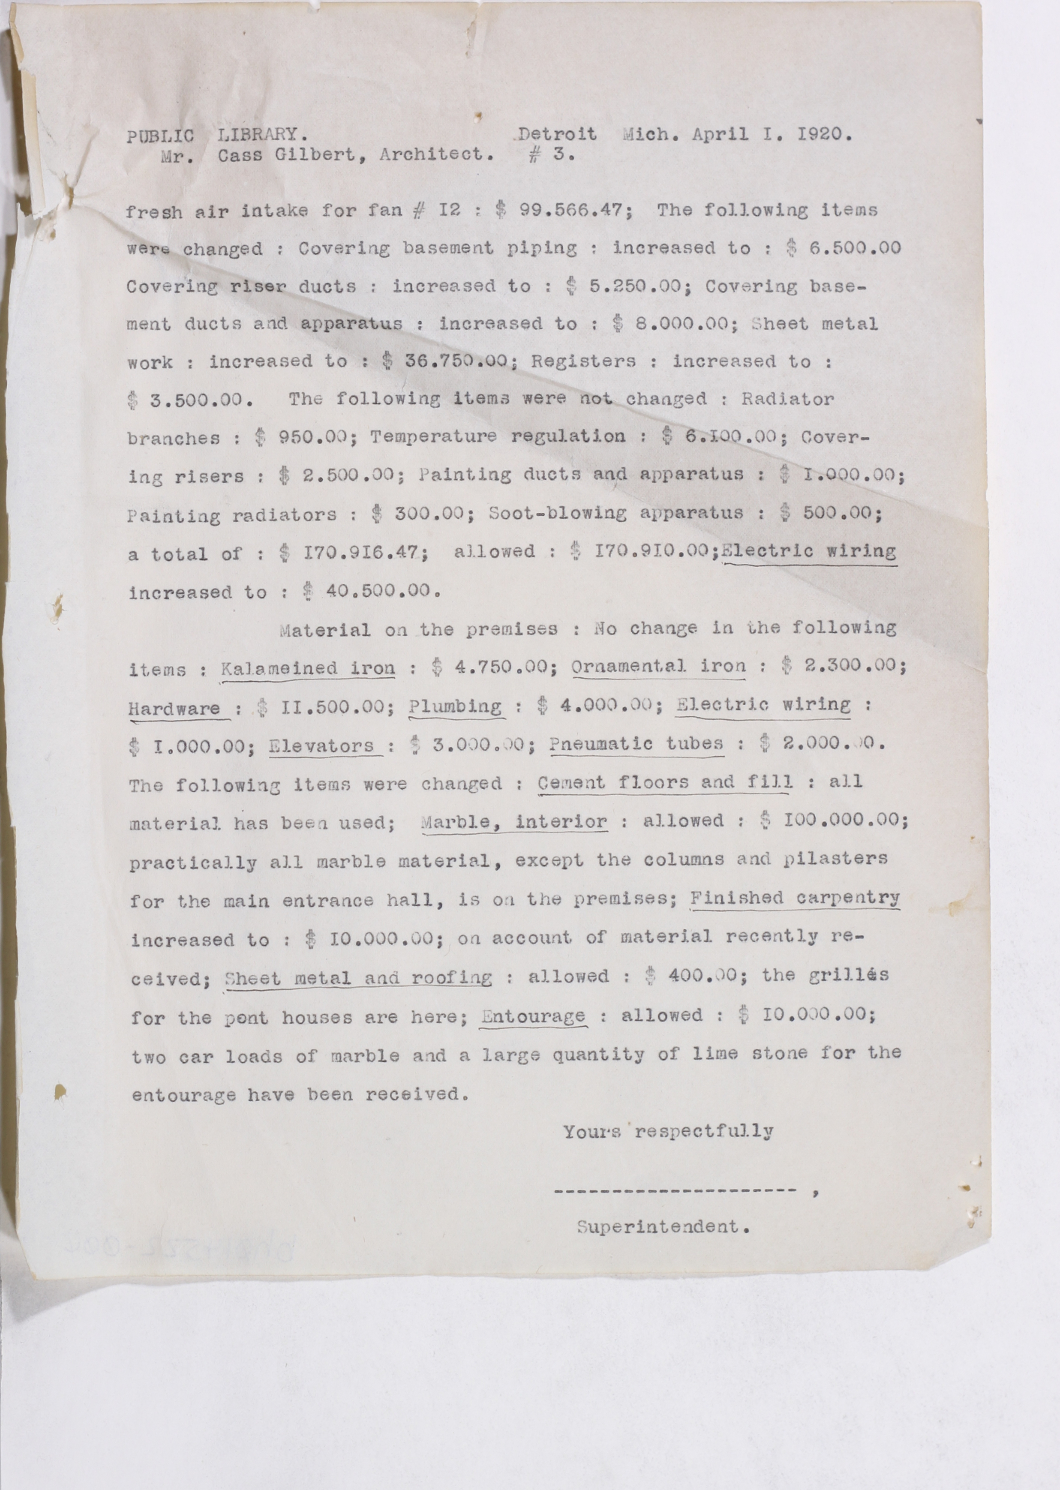 PUBLIC LIBRARY. Detroit Mich. April I. I920.
Mr. Cass Gilbert, Architect. # 3.
fresh air intake for fan # I2 : $ 99.566.47; The following items
were changed : Covering basement piping : increased to : $ 6.500.00
Covering riser ducts : increased to : $ 5.250.00; Covering base-
ment ducts and apparatus : increased to : $ 8.000.00; Sheet metal
work : increased to : $ 36.750.00; Registers : increased to :
$ 3.500.00. The following items were not changed : Radiator
branches : $ 950.00; Temperature regulation : $ 6.I00.00; Cover-
ing risers : $ 2.500.00; Painting ducts and apparatus : $ I.000.00;
Painting radiators : $ 300.00; Soot-blowing apparatus : $ 500.00;
a total of : $ I70.9I6.47; allowed : $ I70.9I0.00;Electric wiring
increased to : $ 40.500.00.
Material on the premises : No change in the following
items : Kalameined iron : $ 4.750.00; Ornamental iron : $ 2.300.00;
Hardware : $ II.500.00; Plumbing : $ 4.000.00; Electric wiring :
$ I.000.00; Elevators : $ 3.000.00; Pneumatic tubes : $ 2.000.00.
The following items were changed : Cement floors and fill : all
material has been used; Marble, interior : allowed : $ I00.000.00;
practically all marble material, except the columns and pilasters
for the main entrance hall, is on the premises; Finished carpentry
increased to : $ I0.000.00; on account of material recently re-
ceived; Sheet metal and roofing : allowed : $ 400.00; the grilles
for the pent houses are here; Entourage : allowed : $ I0.000.00;
two car loads of marble and a large quantity of lime stone for the
entourage have been received.
Yours respectfully
--------------------- ,
Superintendent.